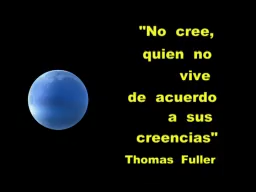 "No cree,
quien no
vive
de acuerdo
a sus
creencias"
Thomas Fuller